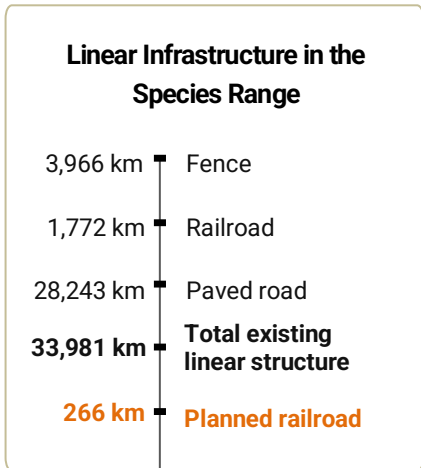 Linear Infrastructure in the
Species Range
3,966 km Fence
1,772 km Railroad
28,243 km Paved road
33,981 km Total existing
linear structure
266 km Planned railroad